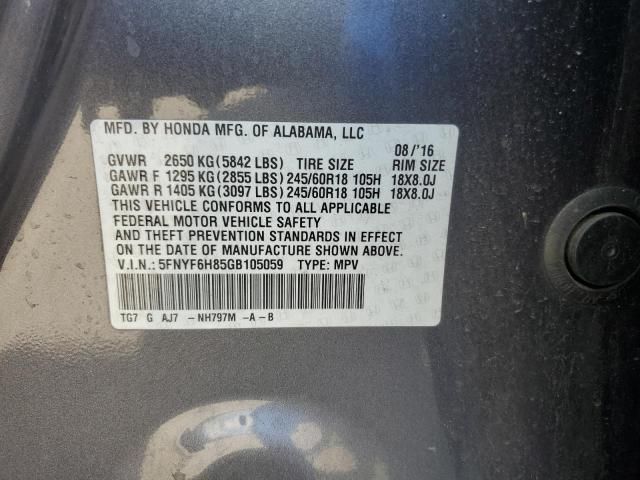 MFD. BY HONDA MFG. OF ALABAMA, LLC 08/'16
GVWR 2650 KG(5842 LBS) TIRE SIZE RIM SIZE
GAWR F 1295 KG(2855 LBS)245/60R18 105H 18X8.0J
GAWR R 1405 KG(3097 LBS)245/60R18 105H 18X8.0J
THIS VEHICLE CONFORMS TO ALL APPLICABLE
FEDERAL MOTOR VEHICLE SAFETY
AND THEFT PREVENTION STANDARDS IN EFFECT
ON THE DATE OF MANUFACTURE SHOWN ABOVE.
V.I.N.: 5FNYF6H85GB105059 TYPE: MPV
TG7 G AJ7 -NH797M -A-B